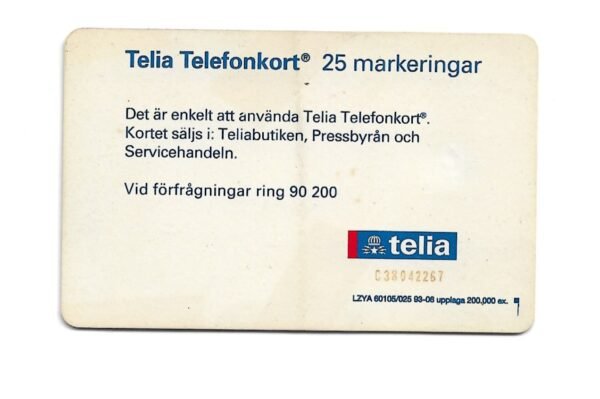 Telia Telefonkort® 25 markeringar
Det är enkelt att använda Telia Telefonkort®.
Kortet säljs i: Teliabutiken, Pressbyrån och
Servicehandeln.
Vid förfrågningar ring 90 200
telia
C38942267
LZYA 60105/025 93-06 upplaga 200,000 ex.